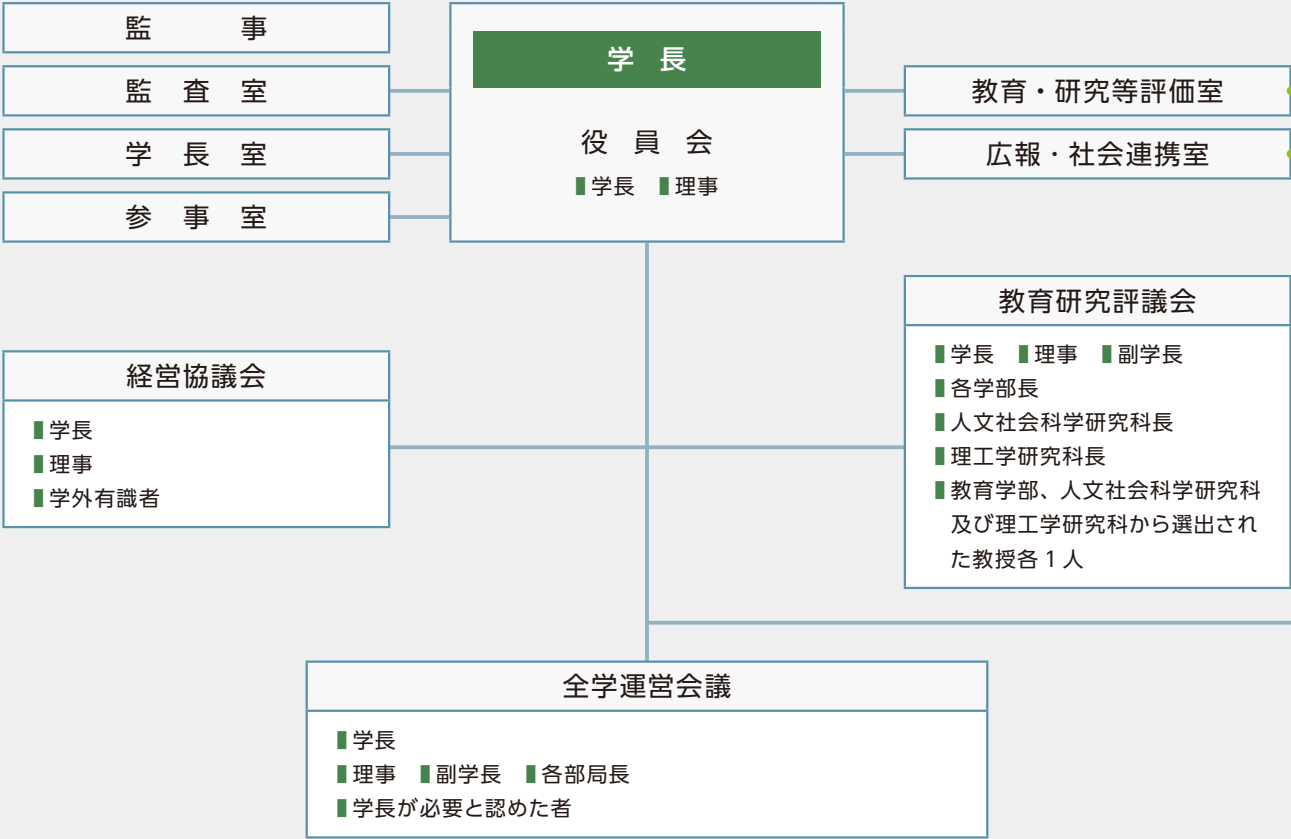 監　事
監　査　室
学　長　室
参　事　室
学　長
役　員　会
学長　理事
教育・研究等評価室
広報・社会連携室
経営協議会
学長
理事
学外有識者
教育研究評議会
学長　理事　副学長
各学部長
人文社会科学研究科長
理工学研究科長
教育学部、人文社会科学研究科
及び理工学研究科から選出され
た教授各 1 人
全学運営会議
学長
理事　副学長　各部局長
学長が必要と認めた者